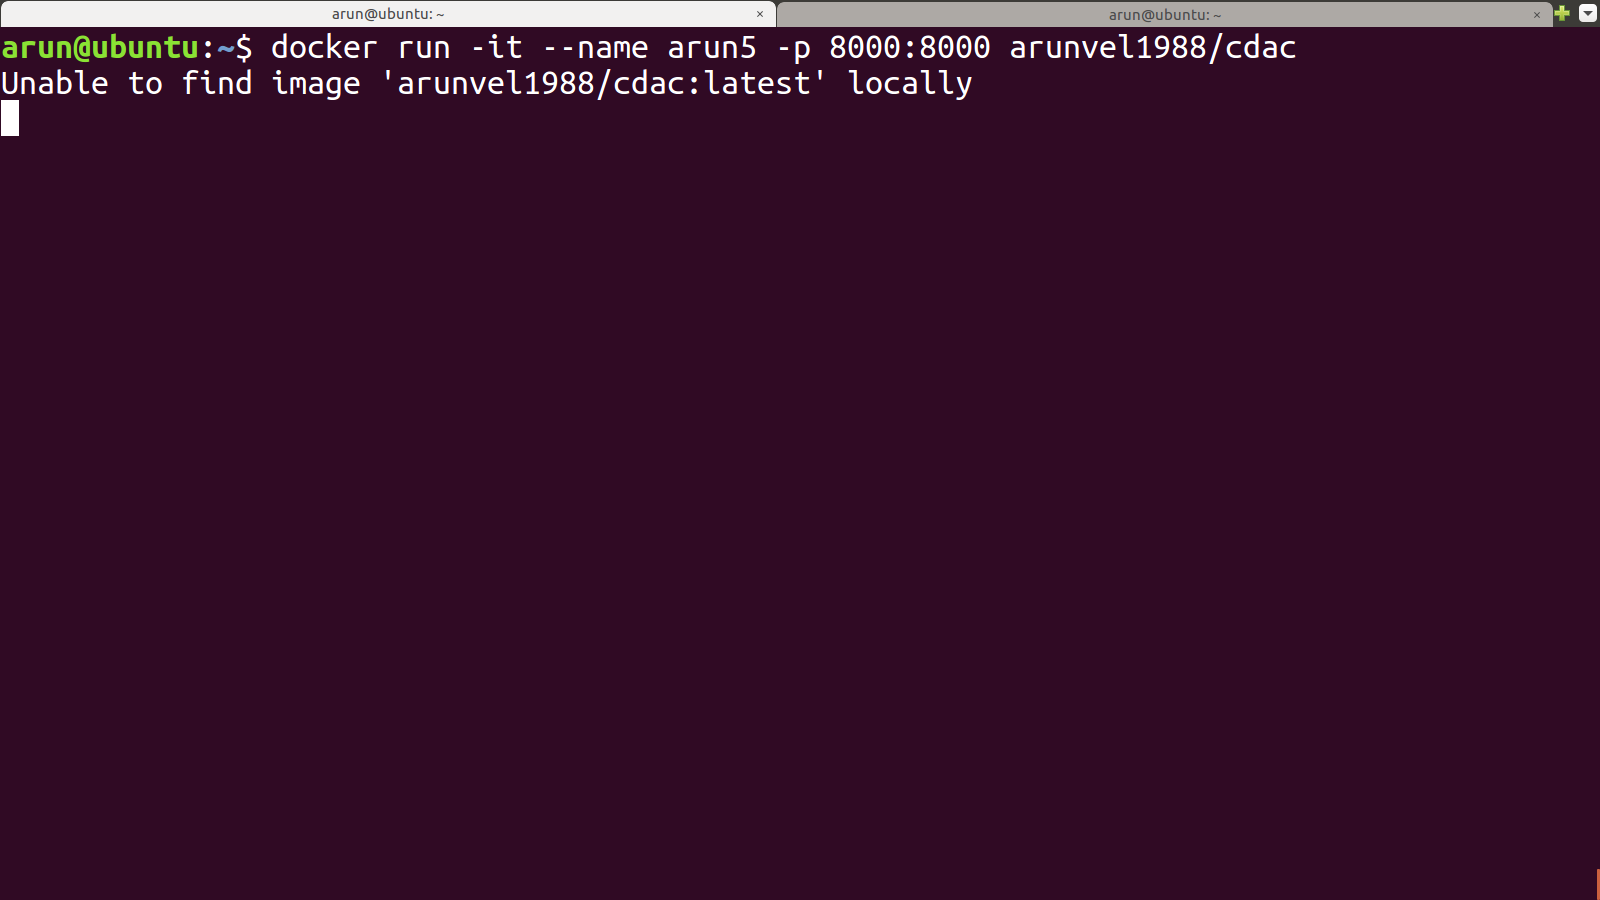 arun@ubuntu: ~ × arun@ubuntu: ~ ×
arun@ubuntu:~$ docker run -it --name arun5 -p 8000:8000 arunvel1988/cdac
Unable to find image 'arunvel1988/cdac:latest' locally